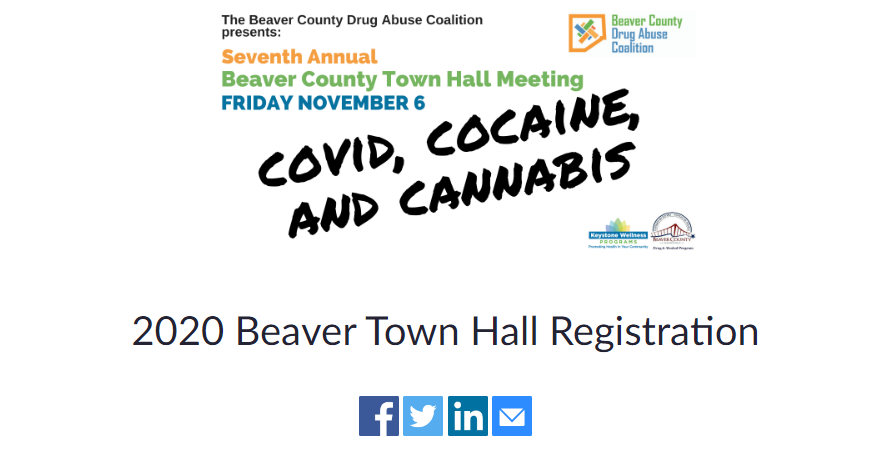 The Beaver County Drug Abuse Coalition
presents:
Beaver County
Drug Abuse
Coalition
Seventh Annual
Beaver County Town Hall Meeting
FRIDAY NOVEMBER 6
COVID, COCAINE,
AND CANNABIS
Keystone Wellness
PROGRAMS
Promoting Health in Your Community
BEAVER COUNTY
Drug & Alcohol Programs
2020 Beaver Town Hall Registration
f
in